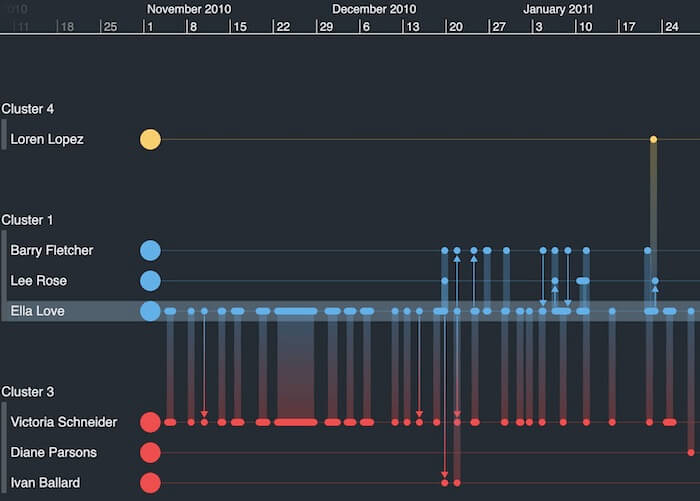 010 November 2010 December 2010 January 2011
11 18 25 1 8 15 22 29 6 13 20 27 3 10 17 24
Cluster 4
Loren Lopez
Cluster 1
Barry Fletcher
Lee Rose
Ella Love
Cluster 3
Victoria Schneider
Diane Parsons
Ivan Ballard